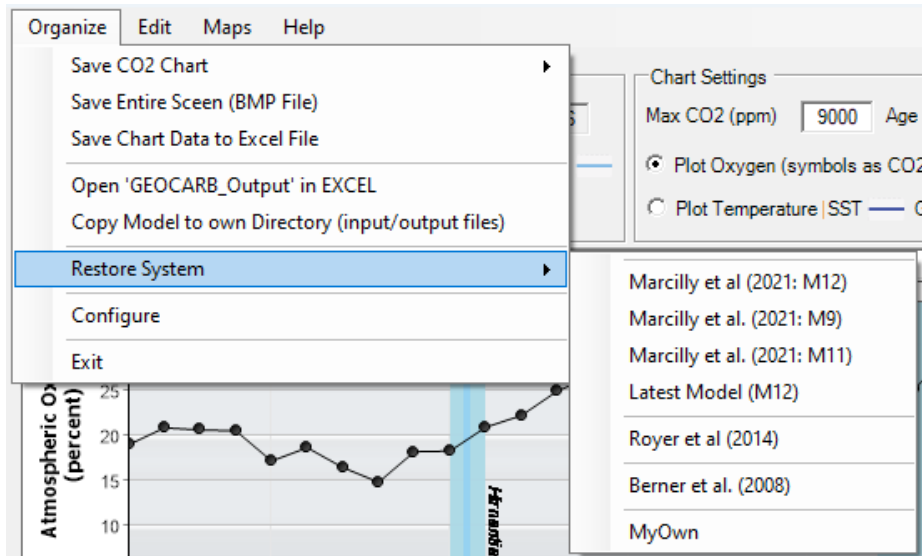 Organize Edit Maps Help
Save CO2 Chart
Save Entire Sceen (BMP File)
Save Chart Data to Excel File
Open 'GEOCARB_Output' in EXCEL
Copy Model to own Directory (input/output files)
Restore System
Configure
Exit
Chart Settings
Max CO2 (ppm) 9000 Age
Plot Oxygen (symbols as CO2
Plot Temperature | SST
Marcilly et al (2021: M12)
Marcilly et al. (2021: M9)
Marcilly et al. (2021: M11)
Latest Model (M12)
Royer et al (2014)
Berner et al. (2008)
MyOwn
Atmospheric Ox
(percent)
25
20
15
10